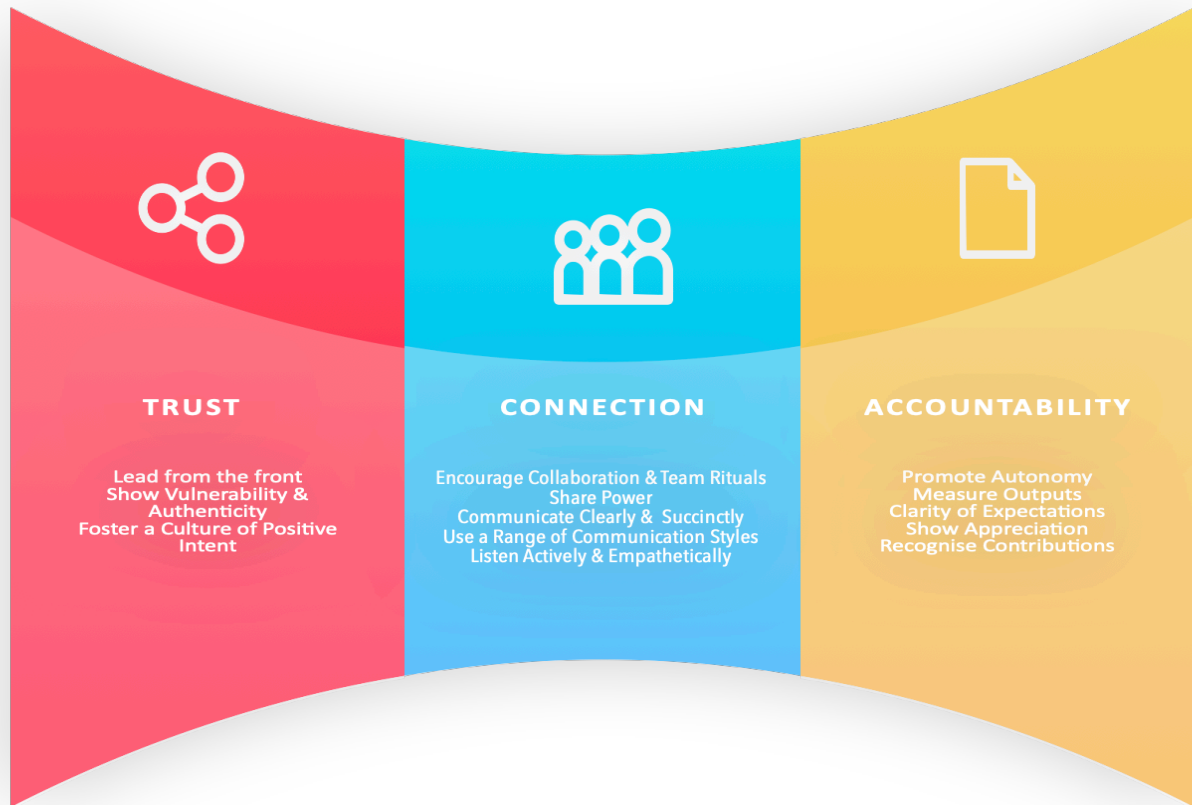 TRUST
Lead from the front
Show Vulnerability &
Authenticity
Foster a Culture of Positive
Intent
CONNECTION
Encourage Collaboration & Team Rituals
Share Power
Communicate Clearly & Succinctly
Use a Range of Communication Styles
Listen Actively & Empathetically
ACCOUNTABILITY
Promote Autonomy
Measure Outputs
Clarity of Expectations
Show Appreciation
Recognise Contributions